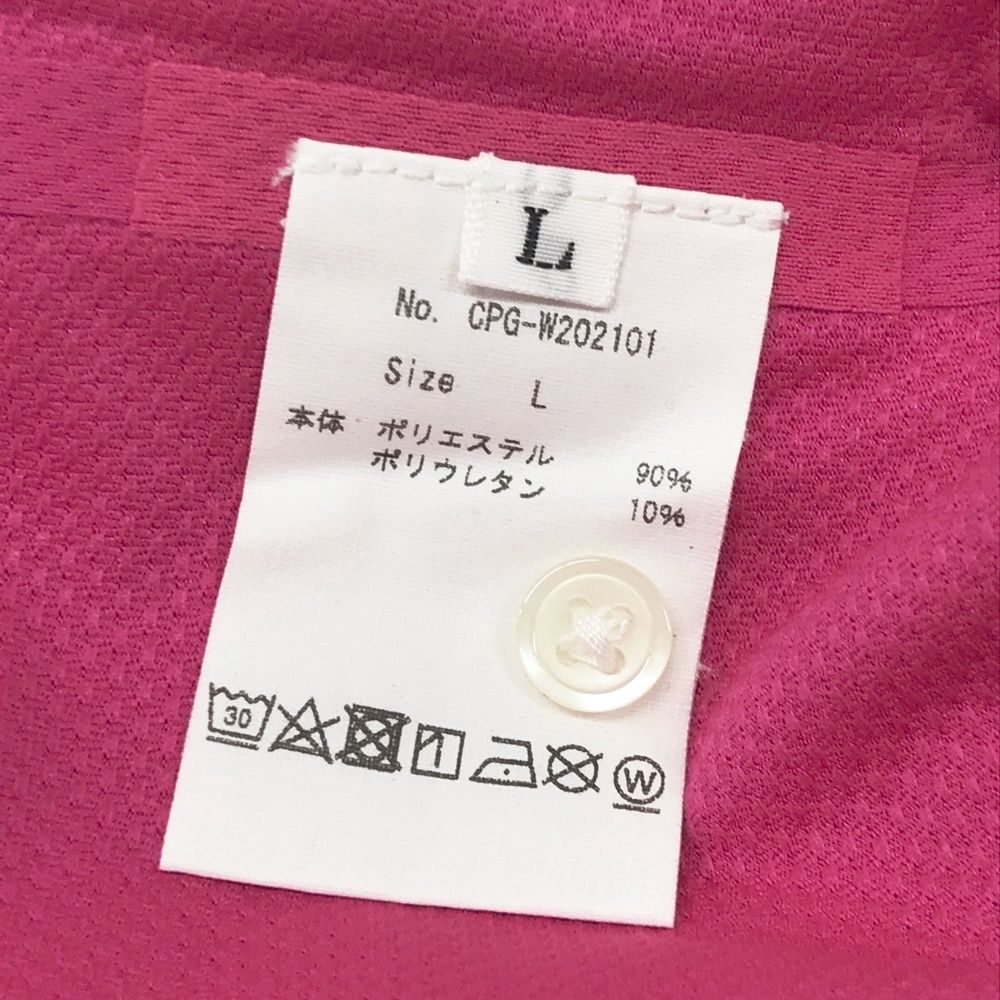 L
No. CPG-W202101
Size L
本体 ポリエステル 90%
ポリウレタン 10%
30
W